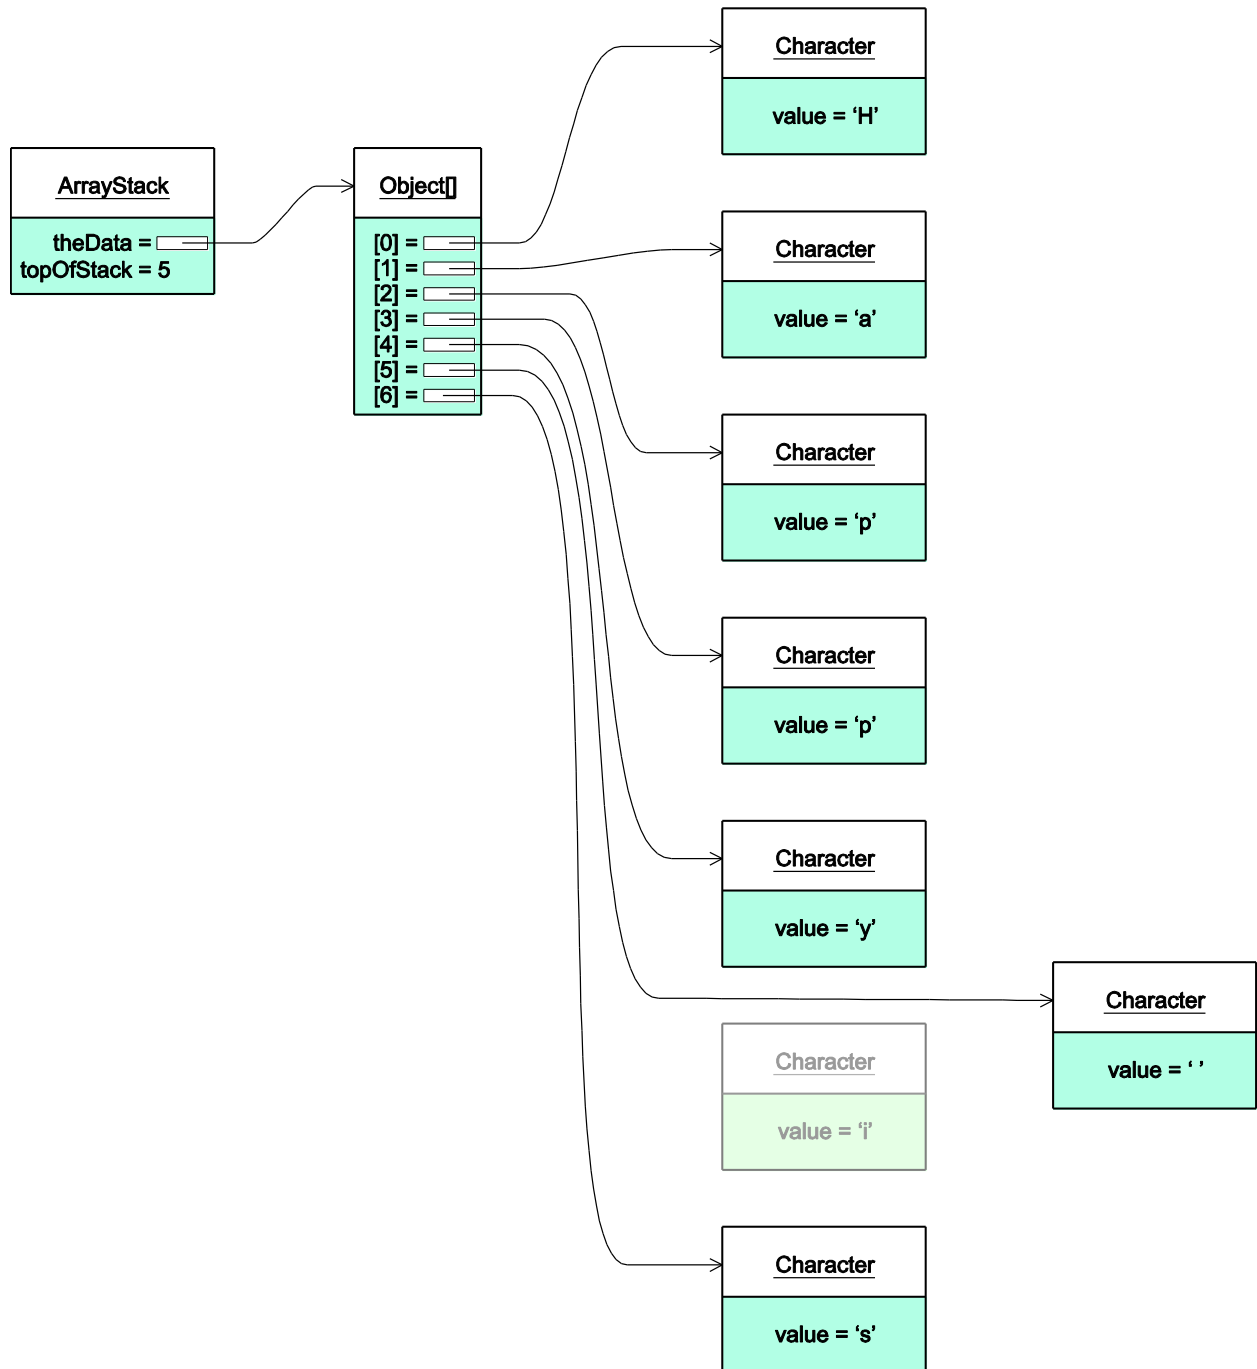 ArrayStack
theData =
topOfStack = 5
Object[]
[0] =
[1] =
[2] =
[3] =
[4] =
[5] =
[6] =
Character
value = ‘H’
Character
value = ‘a’
Character
value = ‘p’
Character
value = ‘p’
Character
value = ‘y’
Character
value = ‘ ’
Character
value = ‘i’
Character
value = ‘s’